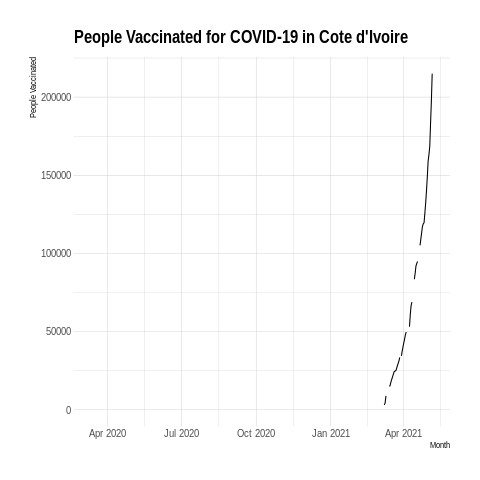 People Vaccinated for COVID-19 in Cote d'Ivoire
People Vaccinated
200000
150000
100000
50000
0
Apr 2020 Jul 2020 Oct 2020 Jan 2021 Apr 2021
Month